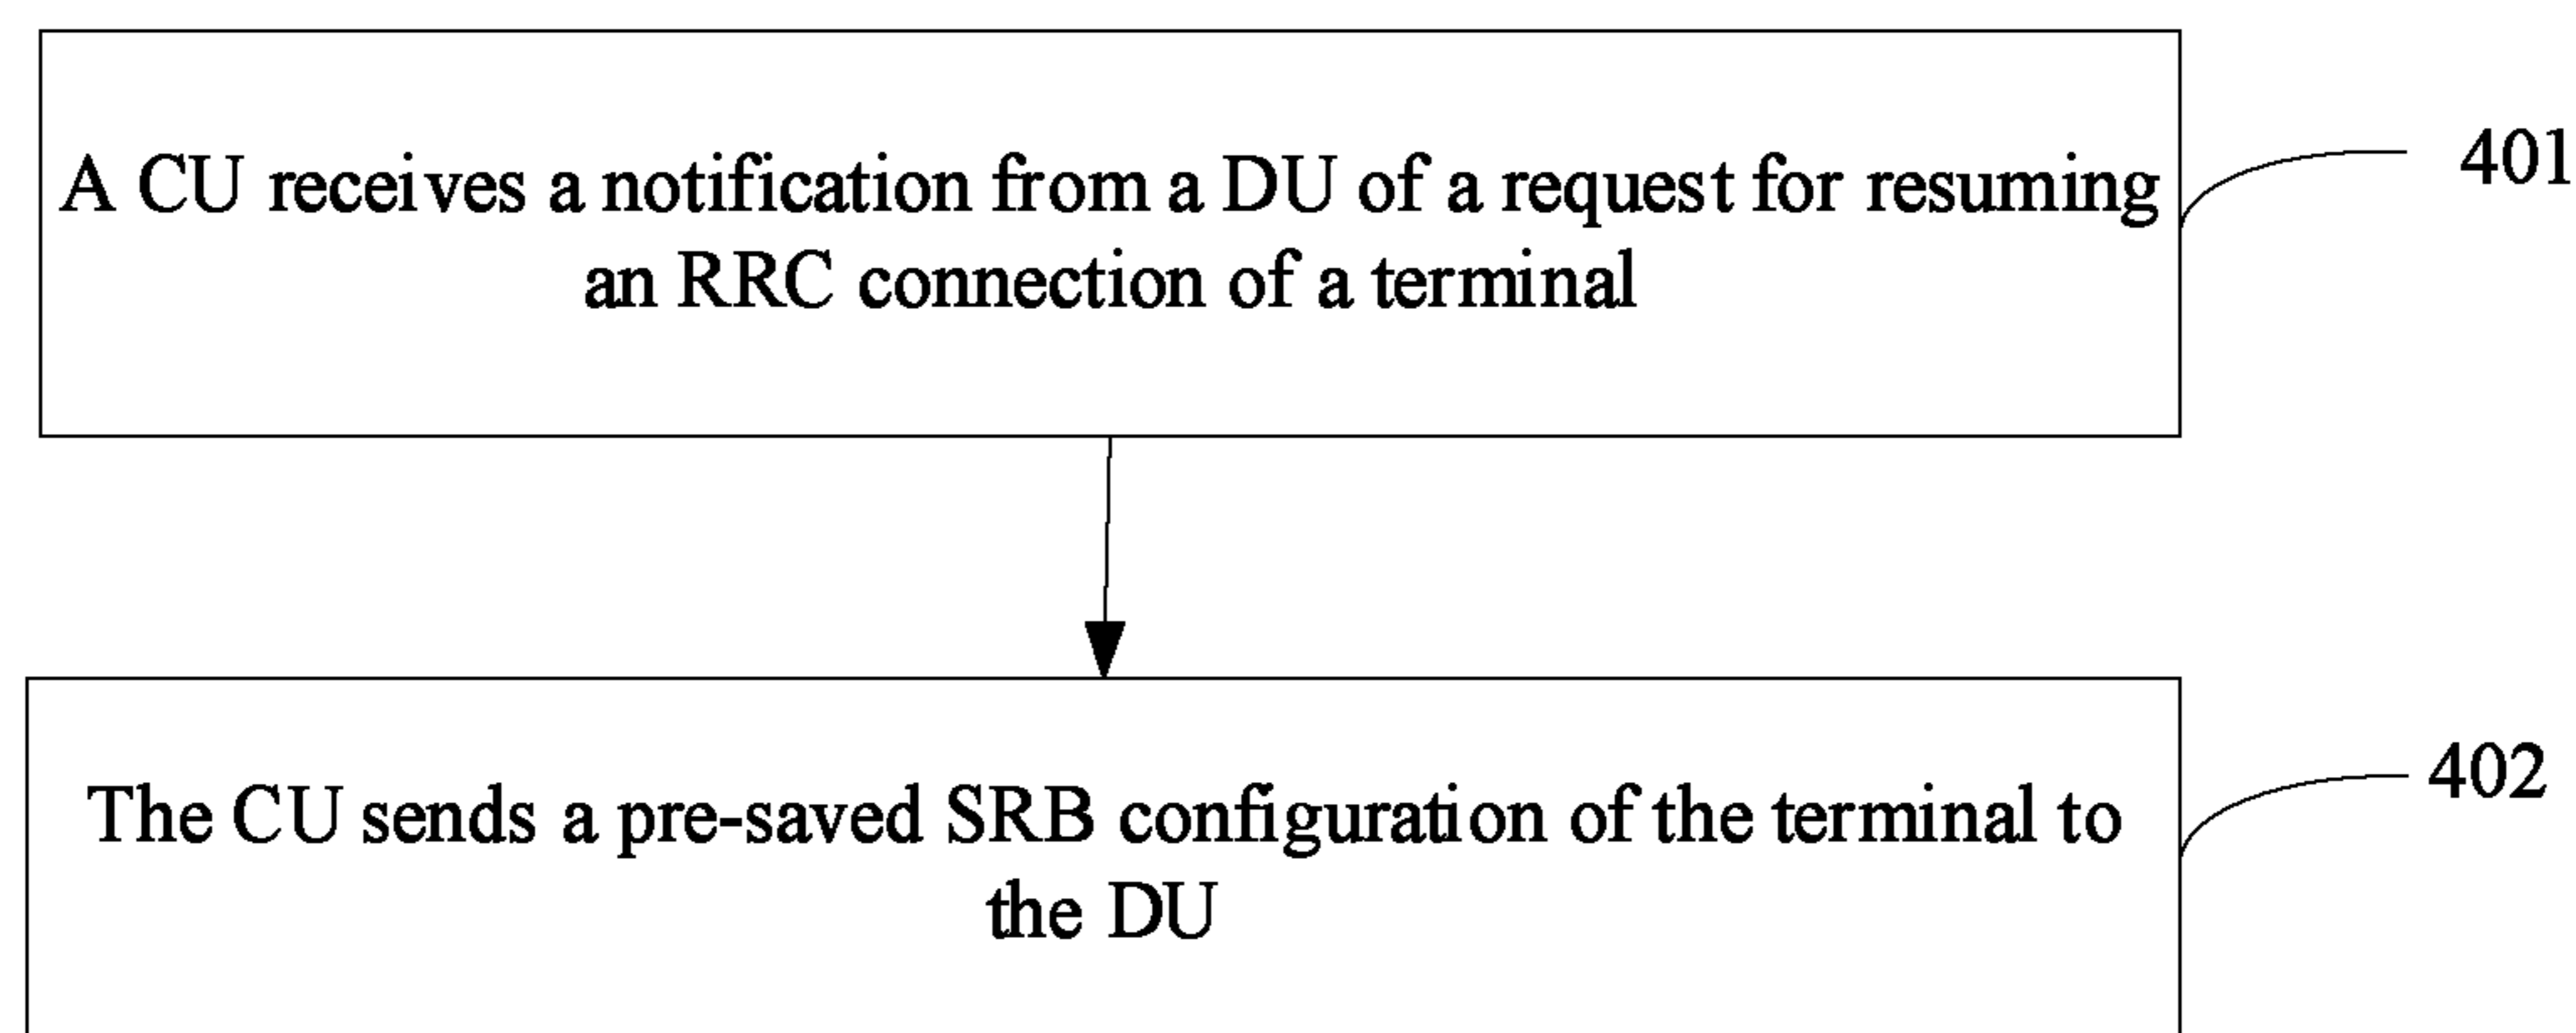 A CU receives a notification from a DU of a request for resuming
an RRC connection of a terminal
401
The CU sends a pre-saved SRB configuration of the terminal to
the DU
402